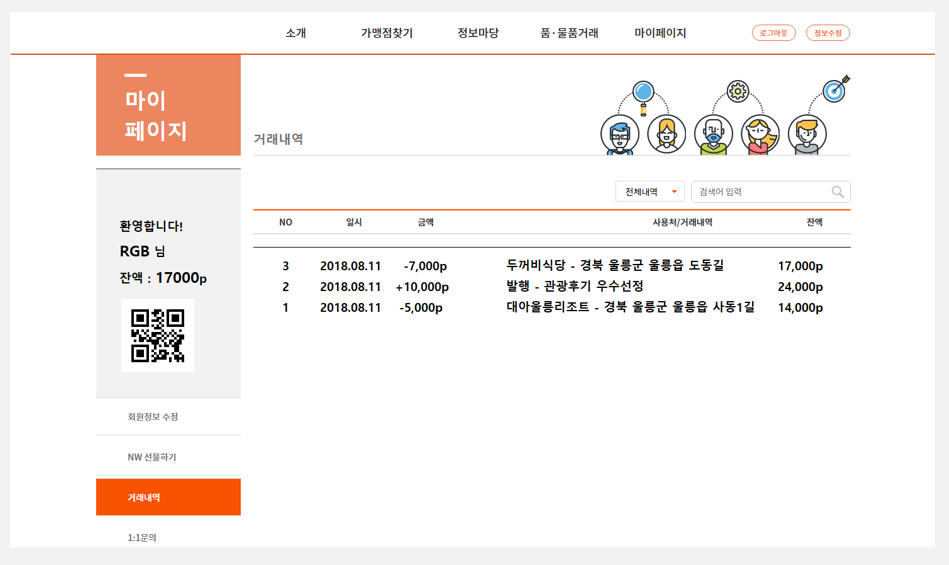 소개 가맹점찾기 정보마당 품·물품거래 마이페이지 로그아웃 정보수정
마이
페이지
거래내역
환영합니다!
RGB 님
잔액 : 17000p
회원정보 수정
NW 선물하기
거래내역
1:1문의
전체내역 검색어 입력
NO 일시 금액 사용처/거래내역 잔액
3 2018.08.11 -7,000p 두꺼비식당 - 경북 울릉군 울릉읍 도동길 17,000p
2 2018.08.11 +10,000p 발행 - 관광후기 우수선정 24,000p
1 2018.08.11 -5,000p 대아울릉리조트 - 경북 울릉군 울릉읍 사동1길 14,000p